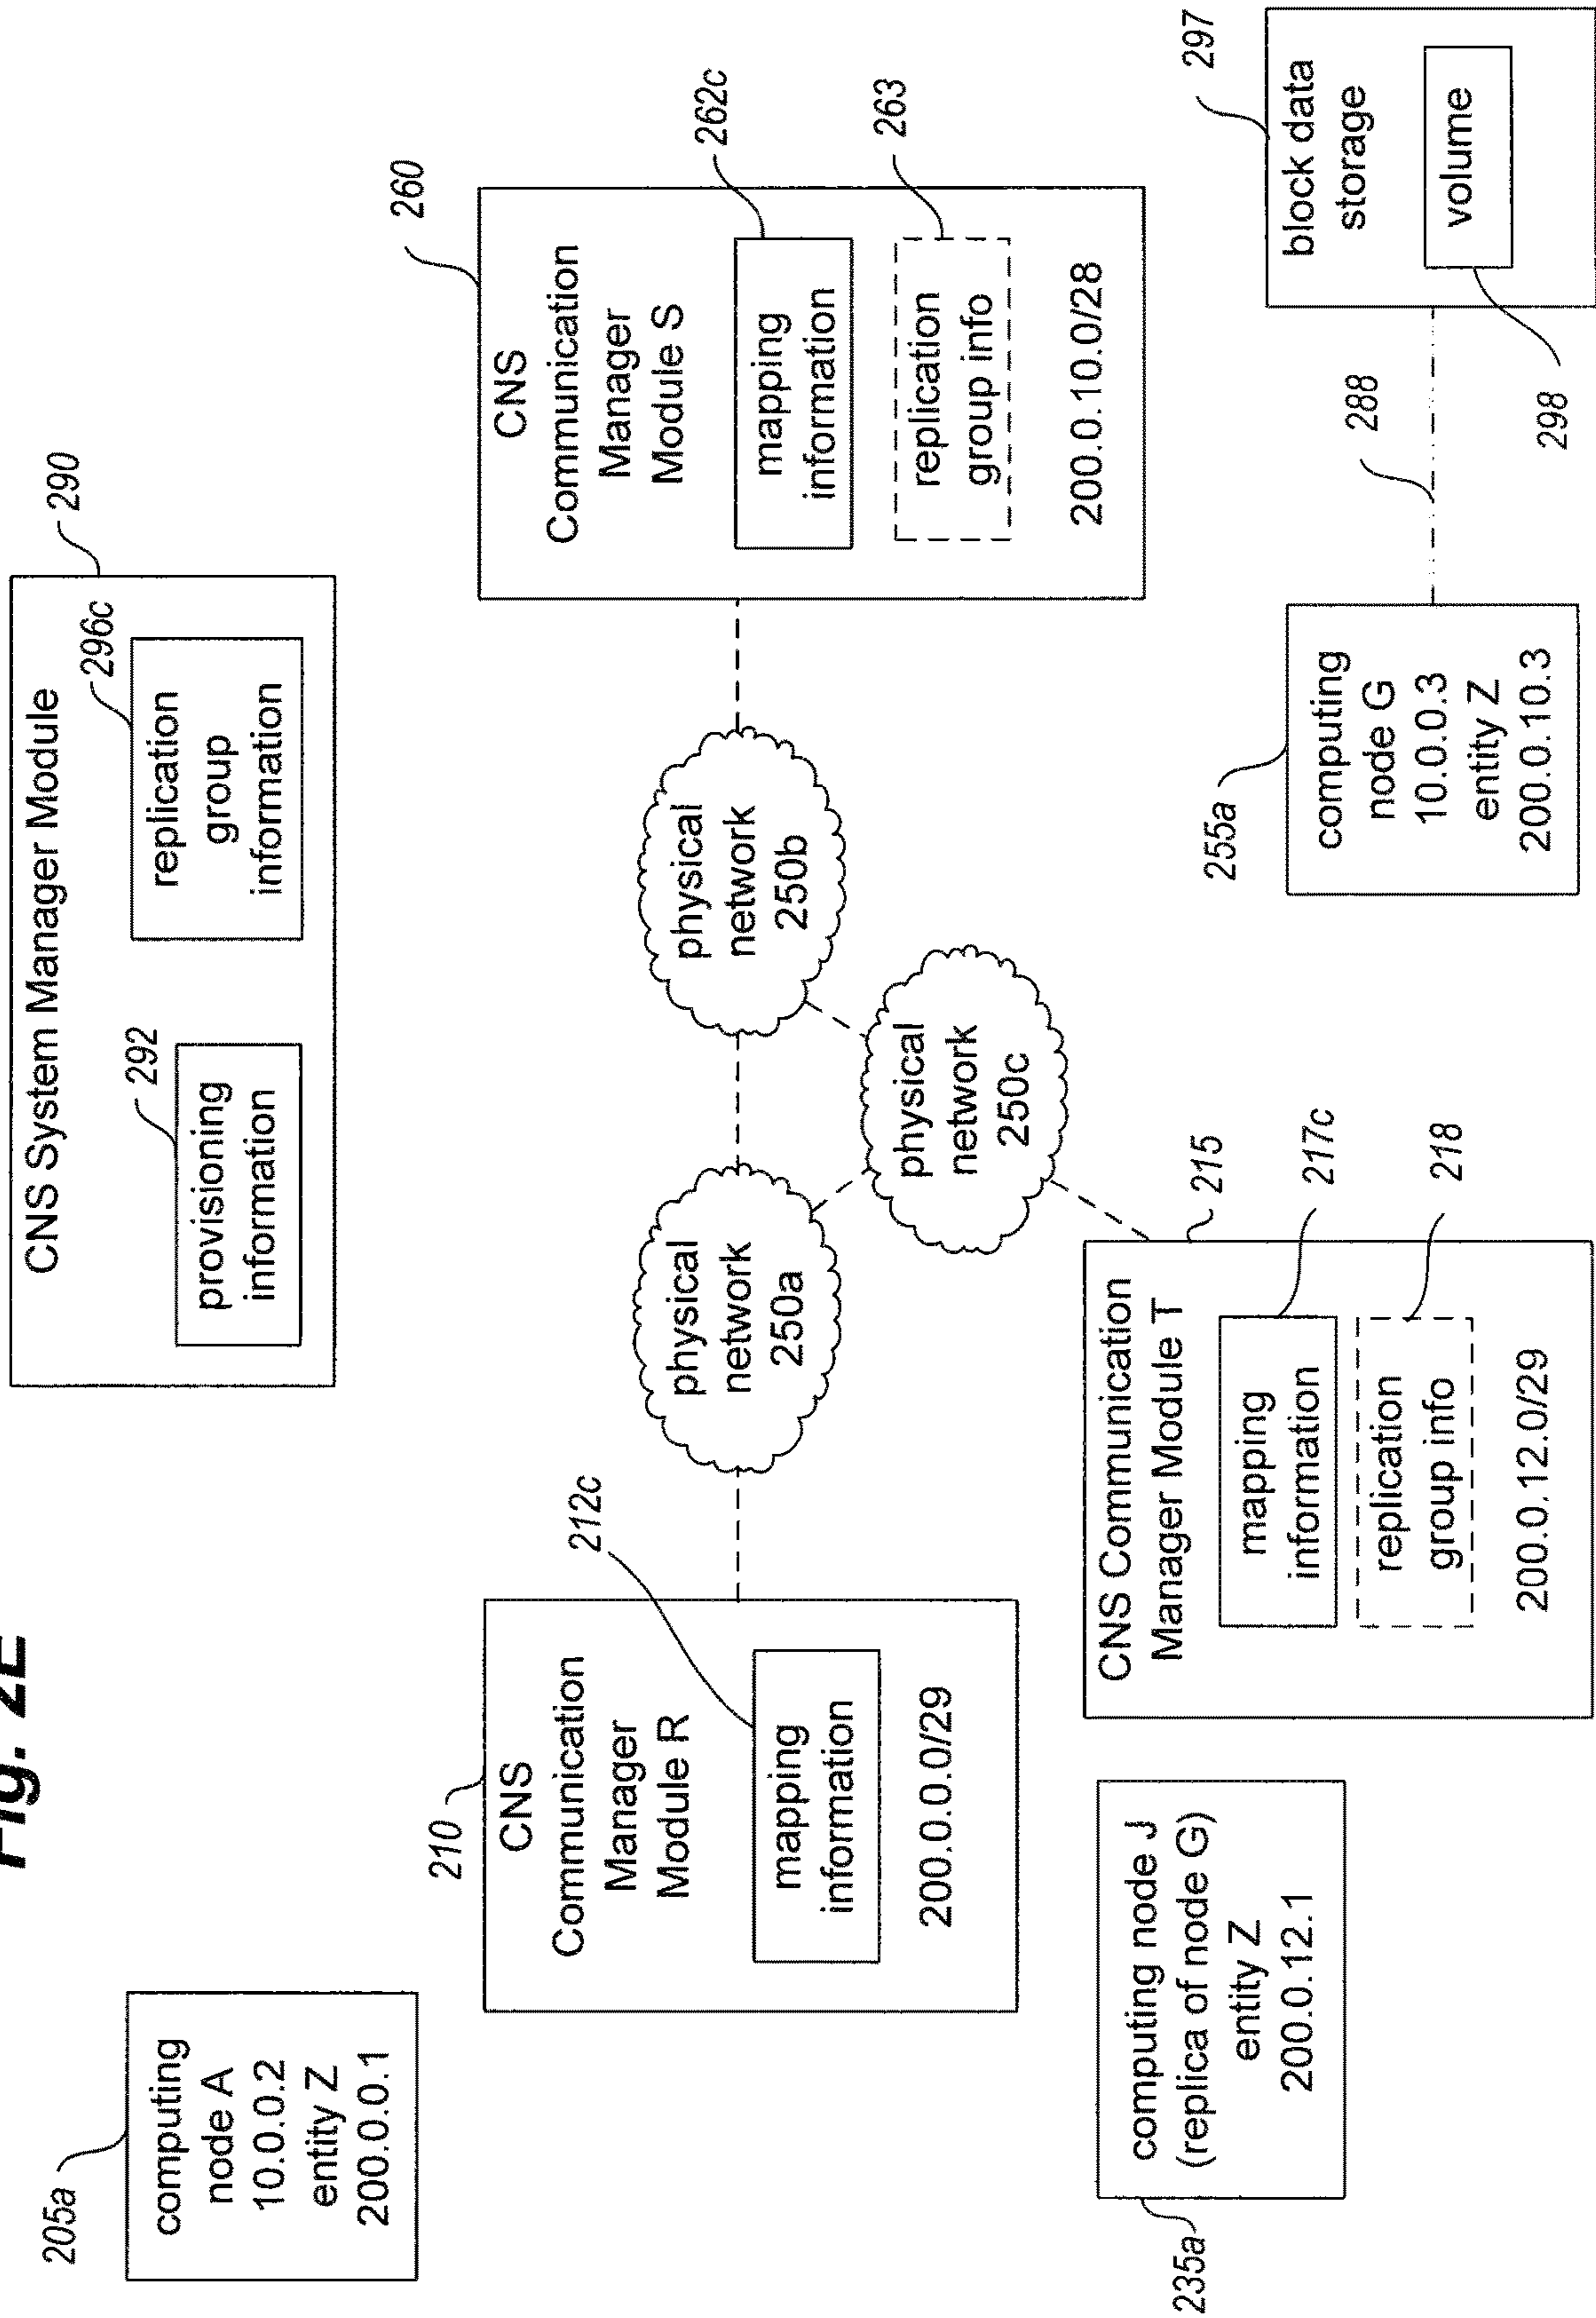 Fig. 2E
205a
computing
node A
10.0.0.2
entity Z
200.0.0.1
CNS System Manager Module
290
292
provisioning
information
296c
replication
group
information
210
CNS
Communication
Manager
Module R
212c
mapping
information
200.0.0.0/29
physical
network
250a
physical
network
250b
physical
network
250c
260
CNS
Communication
Manager
Module S
262c
mapping
information
263
replication
group info
200.0.10.0/28
235a
computing node J
(replica of node G)
entity Z
200.0.12.1
215
CNS Communication
Manager Module T
217c
mapping
information
218
replication
group info
200.0.12.0/29
255a
computing
node G
10.0.0.3
entity Z
200.0.10.3
288
297
block data
storage
volume
298